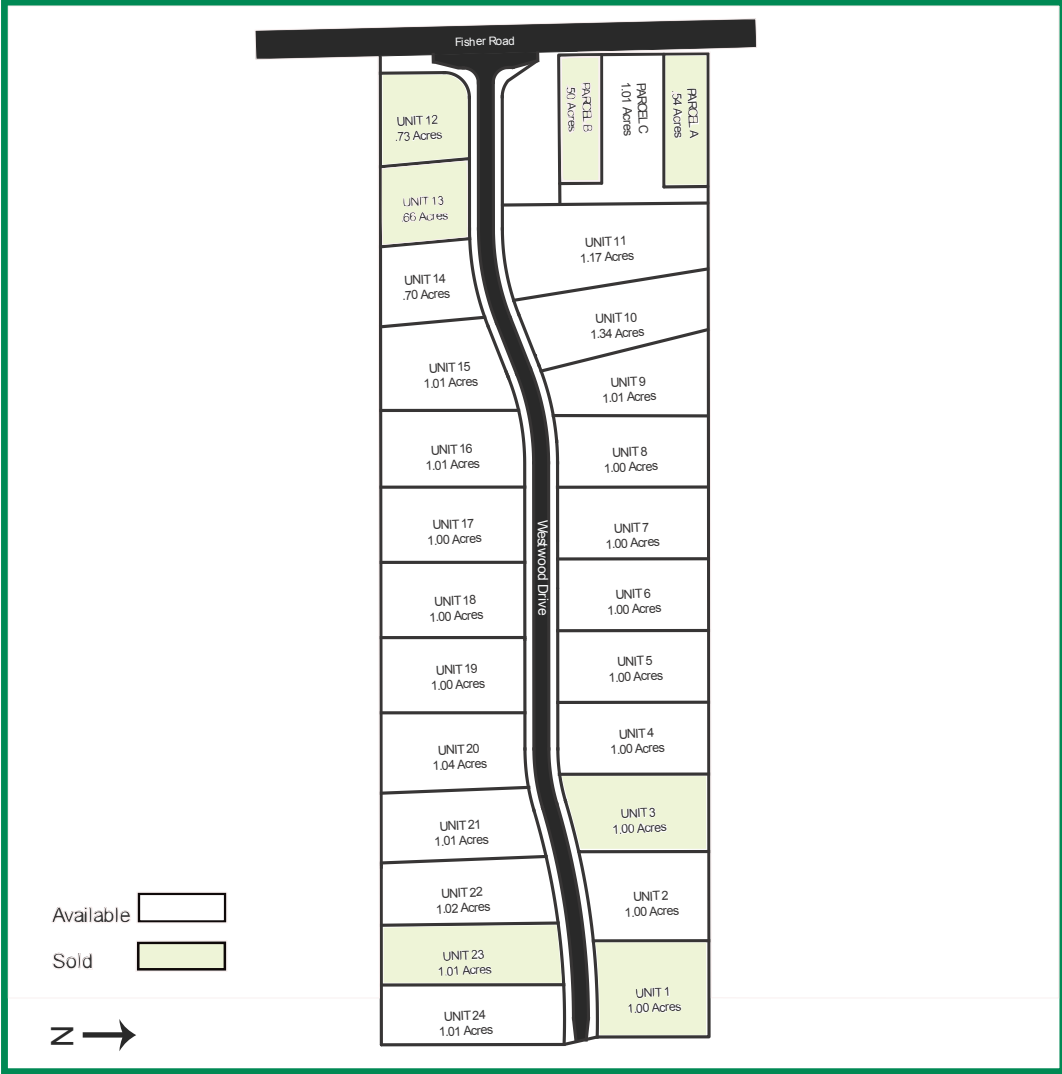 Fisher Road
UNIT 12
.73 Acres
UNIT 13
.66 Acres
UNIT 14
.70 Acres
UNIT 15
1.01 Acres
UNIT 16
1.01 Acres
UNIT 17
1.00 Acres
UNIT 18
1.00 Acres
UNIT 19
1.00 Acres
UNIT 20
1.04 Acres
UNIT 21
1.01 Acres
UNIT 22
1.02 Acres
UNIT 23
1.01 Acres
UNIT 24
1.01 Acres
Westwood Drive
PARCEL B
.50 Acres
PARCEL C
1.01 Acres
PARCEL A
.54 Acres
UNIT 11
1.17 Acres
UNIT 10
1.34 Acres
UNIT 9
1.01 Acres
UNIT 8
1.00 Acres
UNIT 7
1.00 Acres
UNIT 6
1.00 Acres
UNIT 5
1.00 Acres
UNIT 4
1.00 Acres
UNIT 3
1.00 Acres
UNIT 2
1.00 Acres
UNIT 1
1.00 Acres
Available
Sold
N